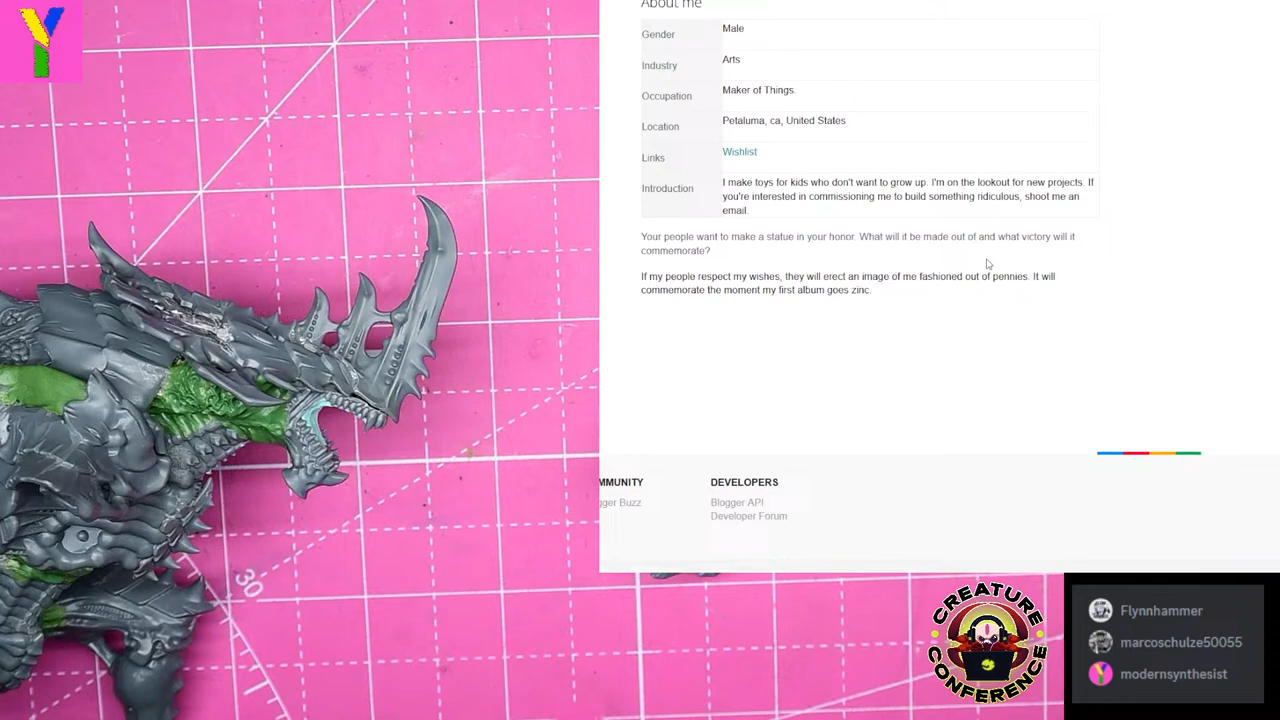 Y
About me
Gender Male
Industry Arts
Occupation Maker of Things.
Location Petaluma, ca, United States
Links Wishlist
Introduction I make toys for kids who don't want to grow up. I'm on the lookout for new projects. If
you're interested in commissioning me to build something ridiculous, shoot me an
email.
Your people want to make a statue in your honor. What will it be made out of and what victory will it
commemorate?
If my people respect my wishes, they will erect an image of me fashioned out of pennies. It will
commemorate the moment my first album goes zinc.
MMUNITY DEVELOPERS
gger Buzz Blogger API
Developer Forum
30
CREATURE
CONFERENCE
Flynnhammer
marcoschulze50055
modernsynthesist